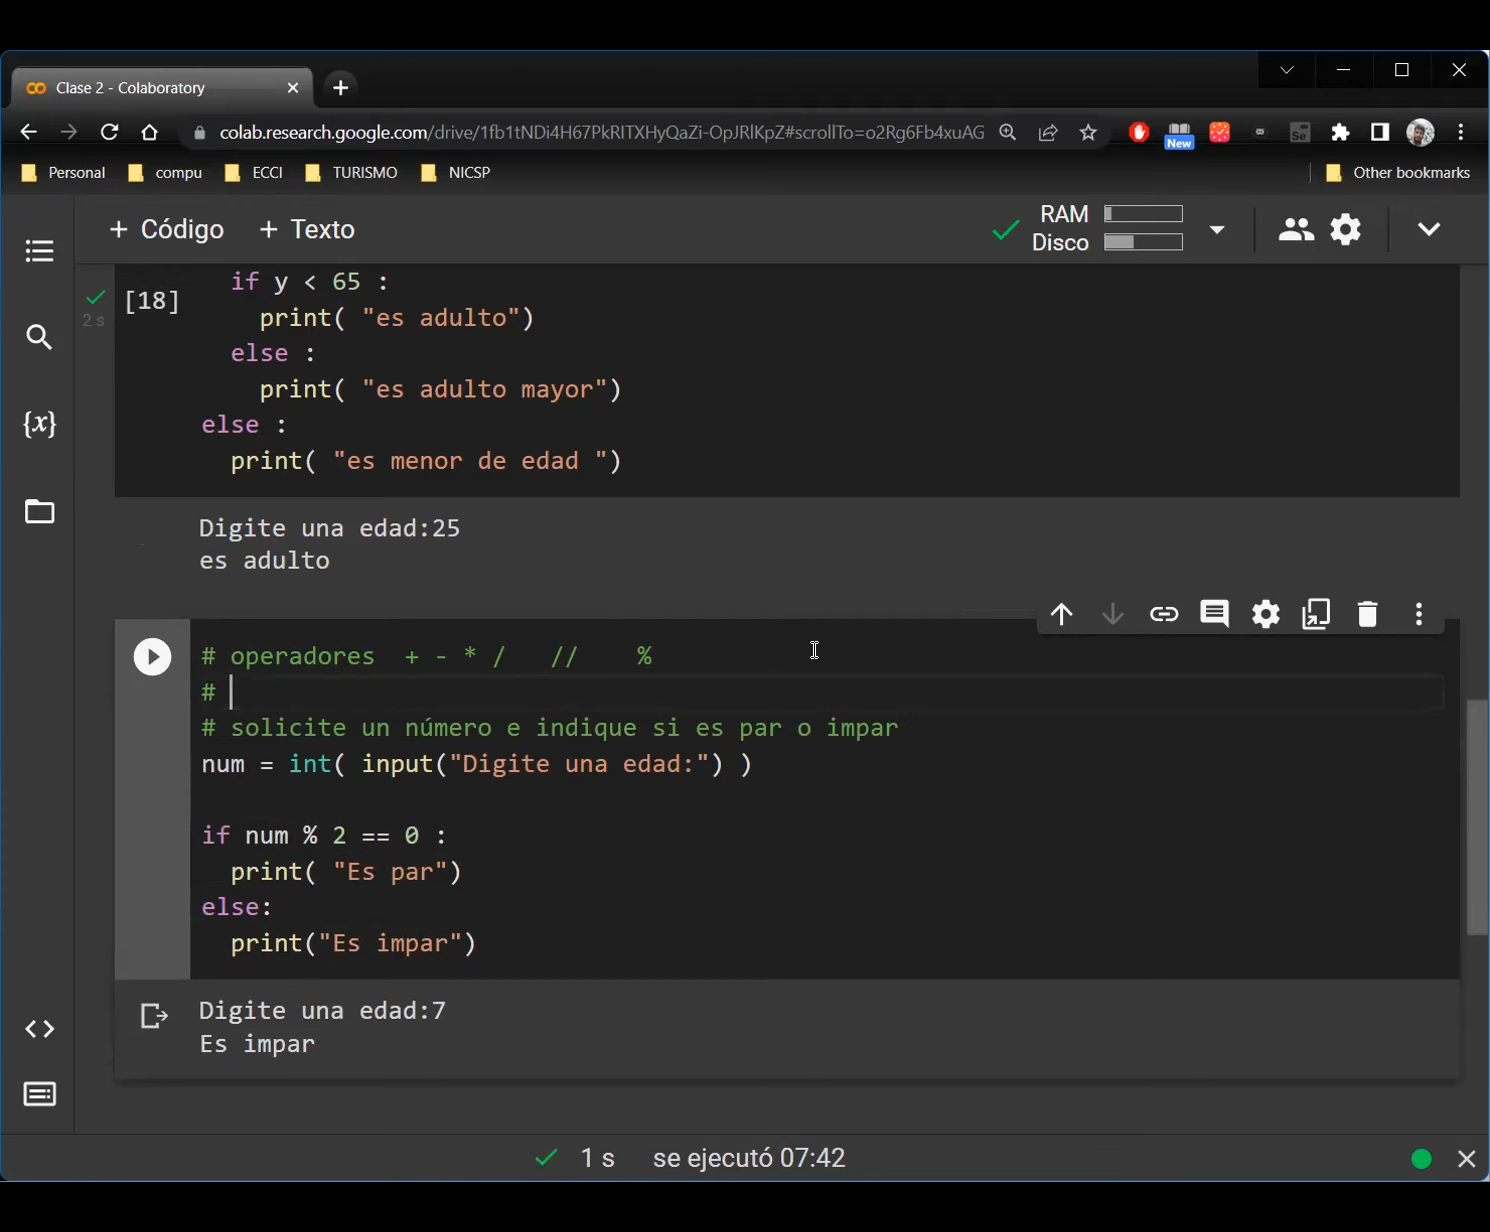 Clase 2 - Colaboratory
colab.research.google.com/drive/1fb1tNDi4H67PkRITXHyQaZi-OpJRlKpZ#scrollTo=o2Rg6Fb4xuAG
New
Se
Personal compu ECCI TURISMO NICSP Other bookmarks
+ Código + Texto
RAM
Disco
{x}
[18]
2 s
if y < 65 :
print( "es adulto")
else :
print( "es adulto mayor")
else :
print( "es menor de edad ")
Digite una edad:25
es adulto
# operadores + - * / // %
#
# solicite un número e indique si es par o impar
num = int( input("Digite una edad:") )
if num % 2 == 0 :
print( "Es par")
else:
print("Es impar")
Digite una edad:7
Es impar
1 s se ejecutó 07:42